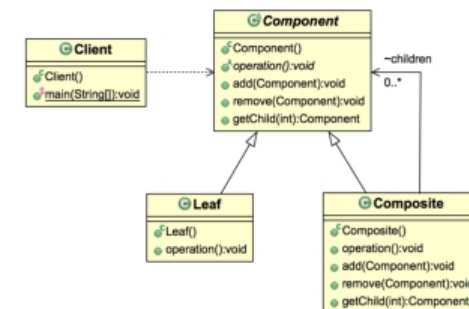 Component
Component()
operation():void
add(Component):void
remove(Component):void
getChild(int):Component
Client
Client()
main(String[]):void
~children
0..*
Leaf
Leaf()
operation():void
Composite
Composite()
operation():void
add(Component):void
remove(Component):void
getChild(int):Component